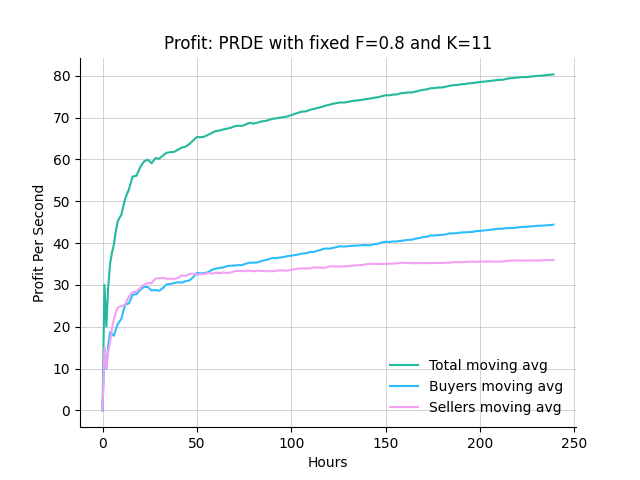 Profit: PRDE with fixed F=0.8 and K=11
Profit Per Second
80
70
60
50
40
30
20
10
0
0 50 100 150 200 250
Hours
Total moving avg
Buyers moving avg
Sellers moving avg